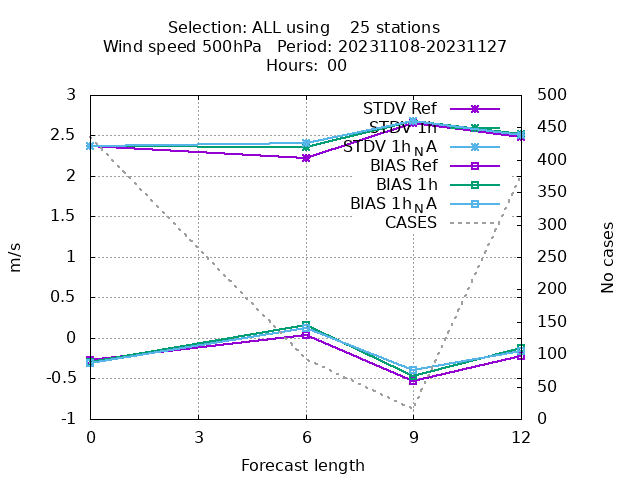 Selection: ALL using    25 stations
Wind speed 500hPa   Period: 20231108-20231127
Hours: 00
3
2.5
2
1.5
1
0.5
0
-0.5
-1
500
450
400
350
300
250
200
150
100
50
0
STDV Ref
STDV 1h
STDV 1hNA
BIAS Ref
BIAS 1h
BIAS 1hNA
CASES
m/s
No cases
0 3 6 9 12
Forecast length